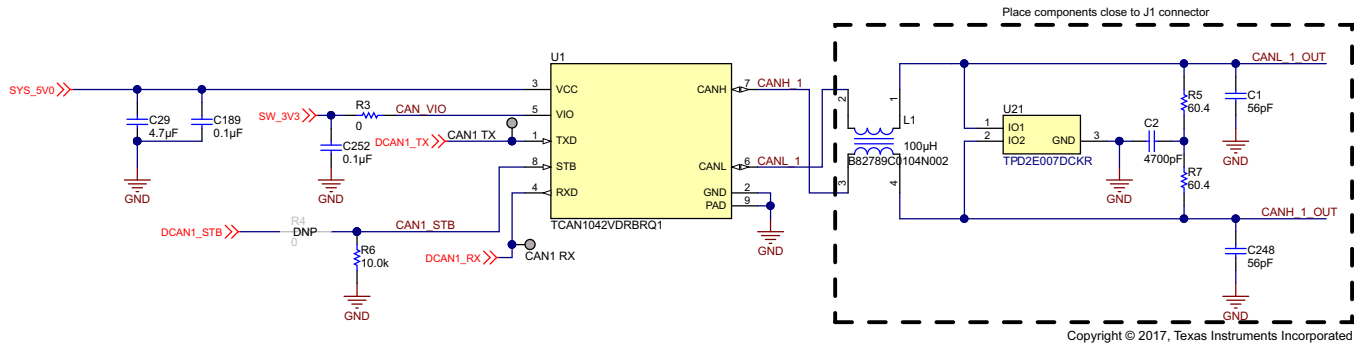 Place components close to J1 connector
U1
SYS_5V0
3 VCC
CANH 7 CANH_1
CANL_1_OUT
C29
4.7µF
C189
0.1µF
SW_3V3
R3
0
CAN_VIO
5 VIO
C252
0.1µF
DCAN1_TX
CAN1 TX
1 TXD
8 STB
CANL 6 CANL_1
4 RXD
GND 2
PAD 9
TCAN1042VDRBRQ1
GND
GND
GND
GND
DCAN1_STB
R4
DNP
0
CAN1_STB
R6
10.0k
GND
DCAN1_RX
CAN1 RX
2
1
L1
100µH
B82789C0104N002
3
4
U21
1 IO1
2 IO2
GND 3
TPD2E007DCKR
GND
C2
4700pF
R5
60.4
R7
60.4
C1
56pF
GND
CANH_1_OUT
C248
56pF
GND
Copyright © 2017, Texas Instruments Incorporated